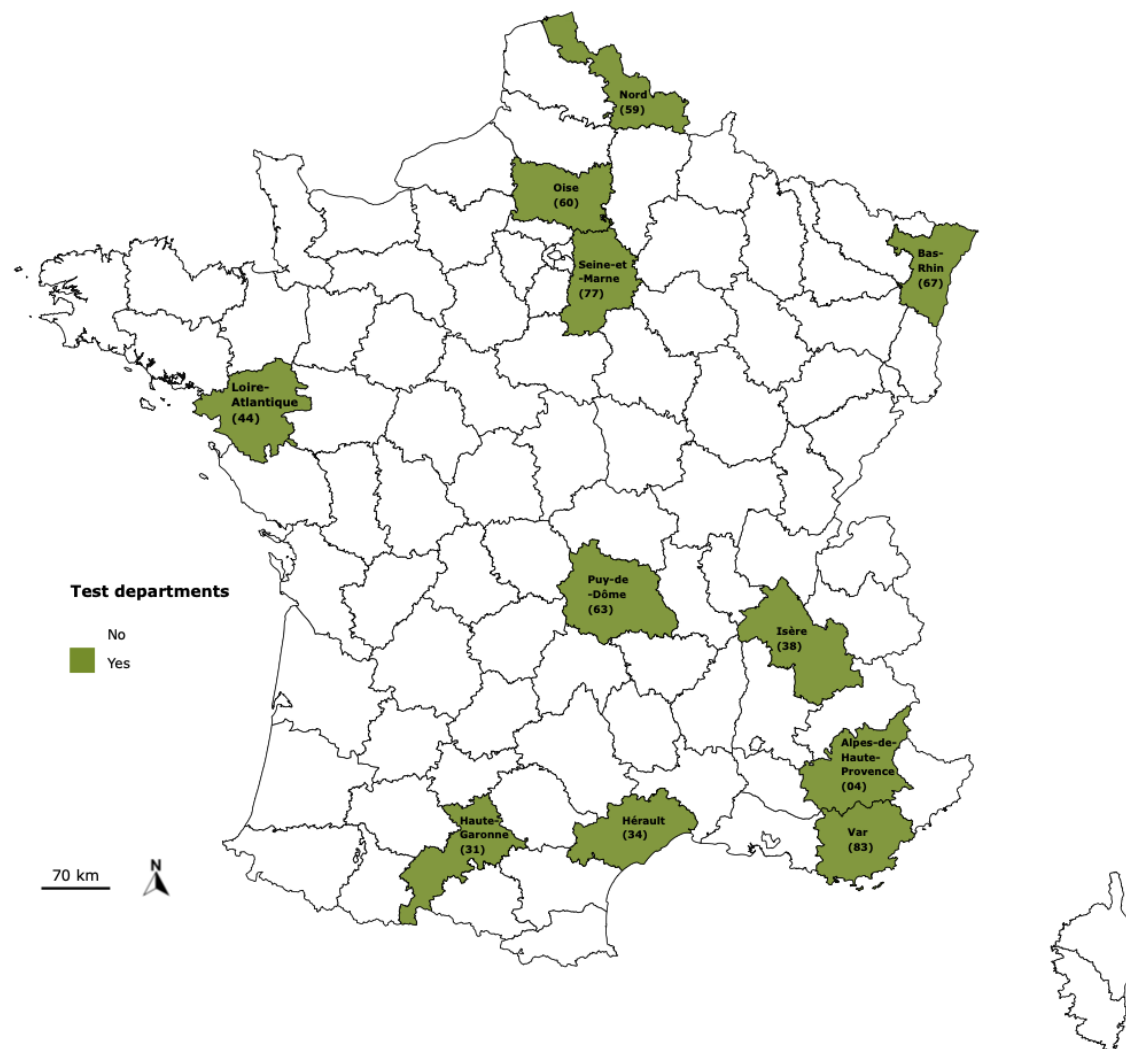 Nord
(59)
Oise
(60)
Seine-et
-Marne
(77)
Bas-
Rhin
(67)
Loire-
Atlantique
(44)
Test departments
No
Yes
Puy-de
-Dôme
(63)
Isère
(38)
Alpes-de-
Haute-
Provence
(04)
Haute-
Garonne
(31)
Hérault
(34)
Var
(83)
70 km
N